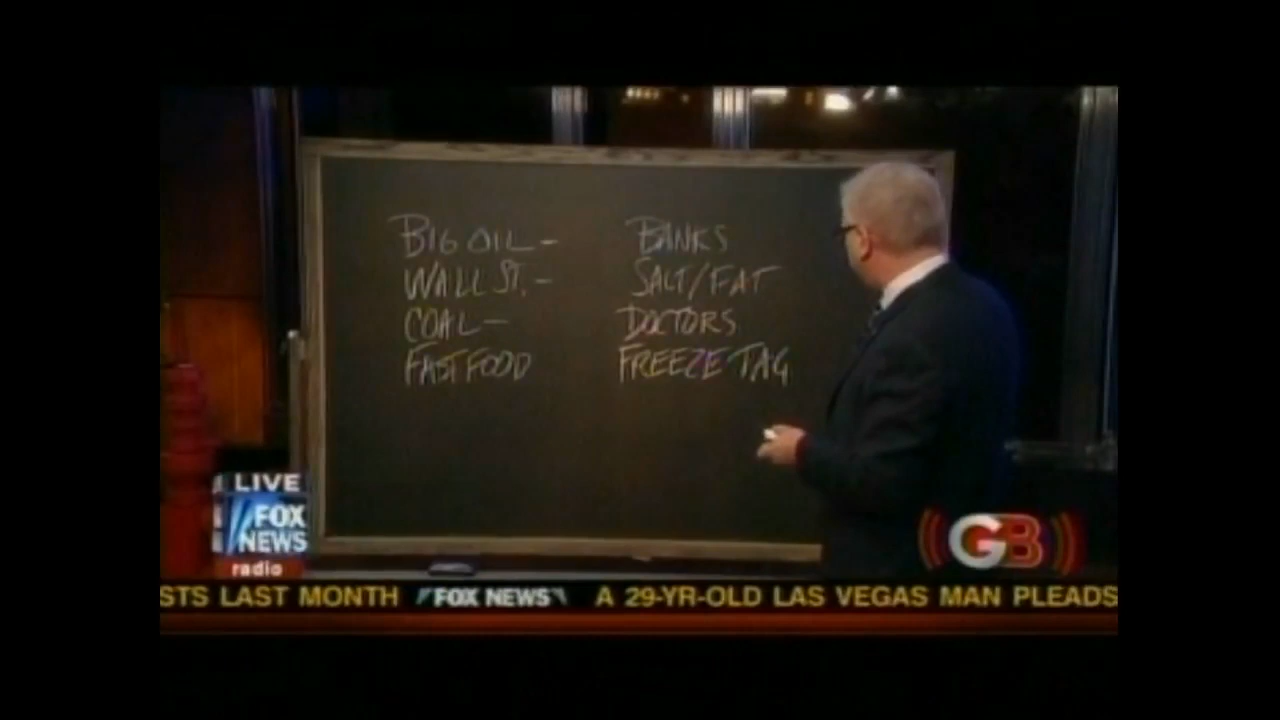 BIG OIL - BANKS
WALL ST. - SALT/FAT
COAL - DOCTORS
FAST FOOD FREEZE TAG
LIVE
FOX
NEWS
radio
GB
STS LAST MONTH FOX NEWS A 29-YR-OLD LAS VEGAS MAN PLEADS